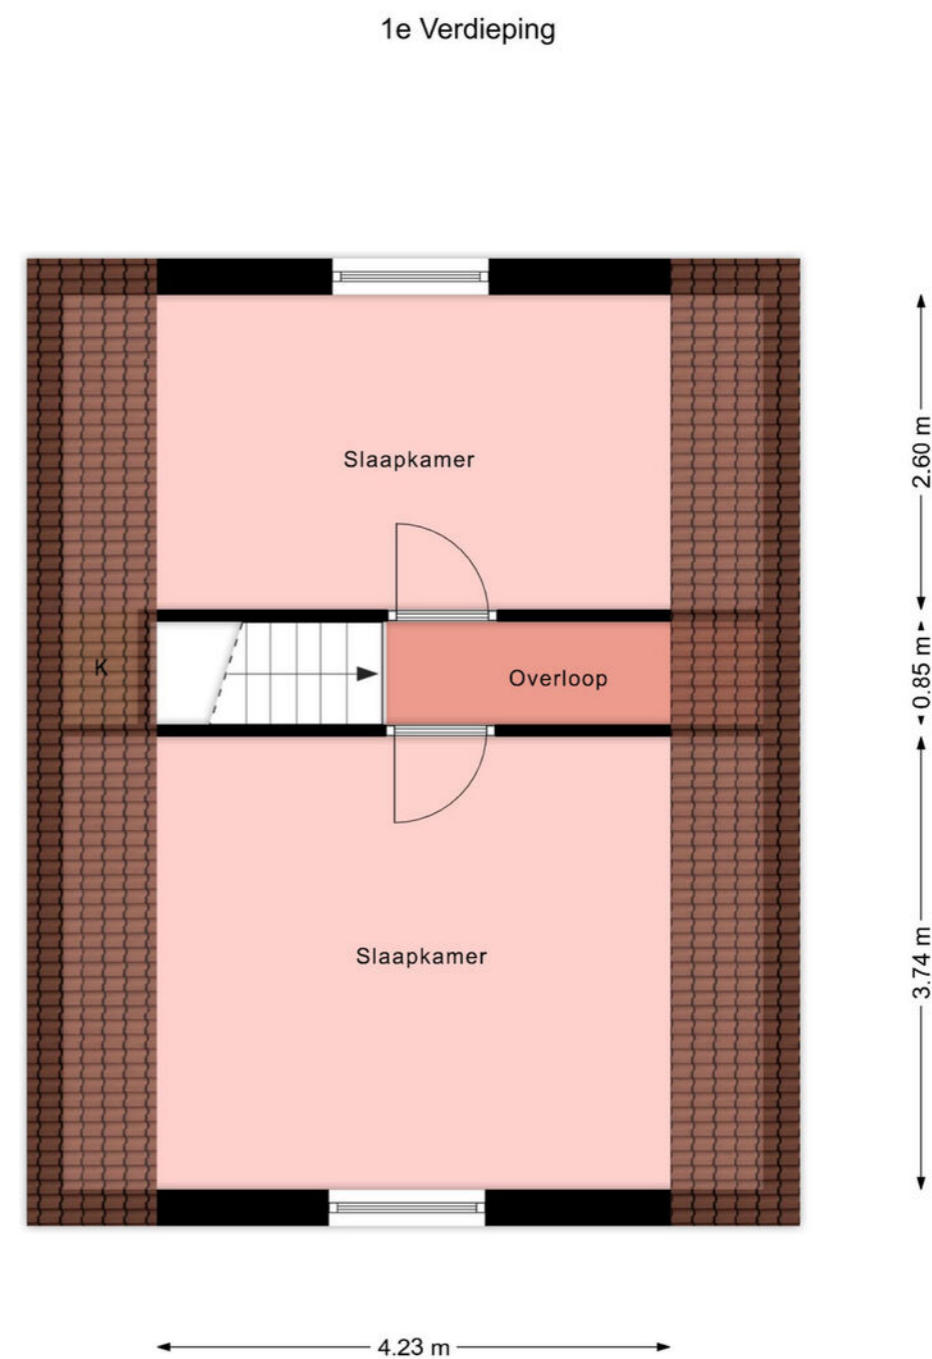 1e Verdieping
Slaapkamer
2.60 m
K
Overloop
0.85 m
Slaapkamer
3.74 m
4.23 m